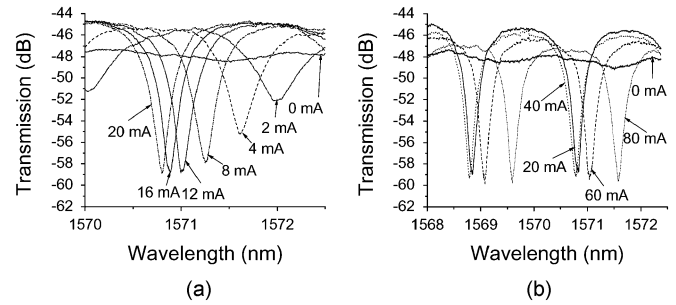 -44
-46
-48
-50
-52
-54
-56
-58
-60
-62
Transmission (dB)
0 mA
2 mA
4 mA
8 mA
20 mA
16 mA
12 mA
1570
1571
1572
Wavelength (nm)
(a)
-44
-46
-48
-50
-52
-54
-56
-58
-60
-62
Transmission (dB)
0 mA
40 mA
80 mA
20 mA
60 mA
1568
1569
1570
1571
1572
Wavelength (nm)
(b)